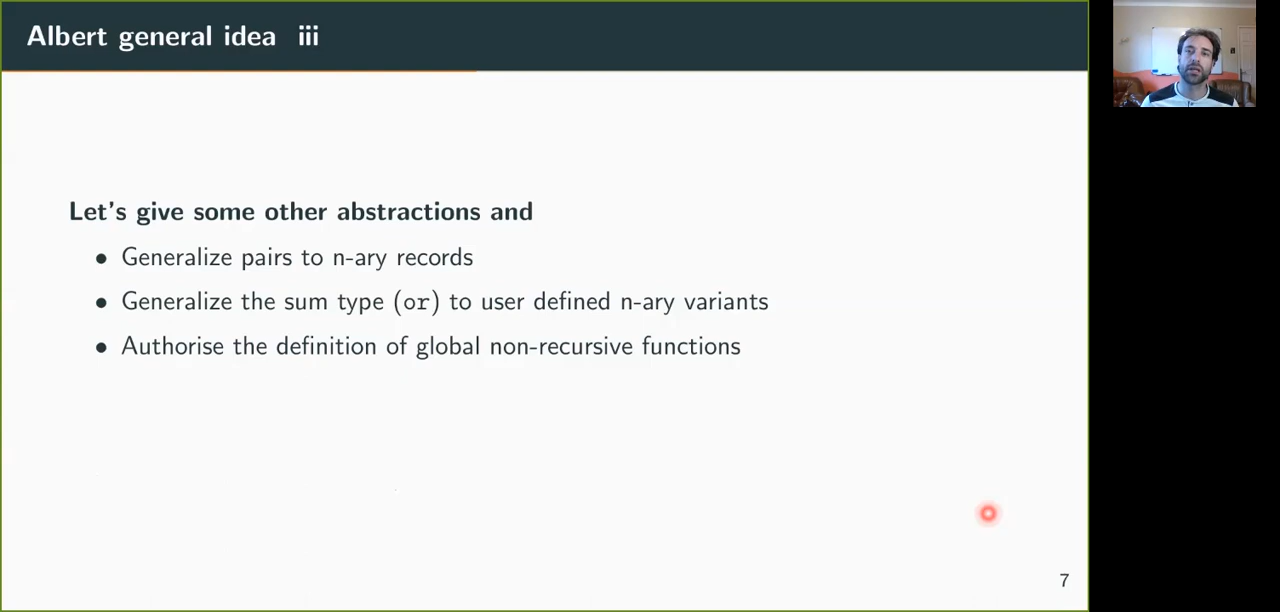 Albert general idea iii
Let's give some other abstractions and
• Generalize pairs to n-ary records
• Generalize the sum type (or) to user defined n-ary variants
• Authorise the definition of global non-recursive functions
7